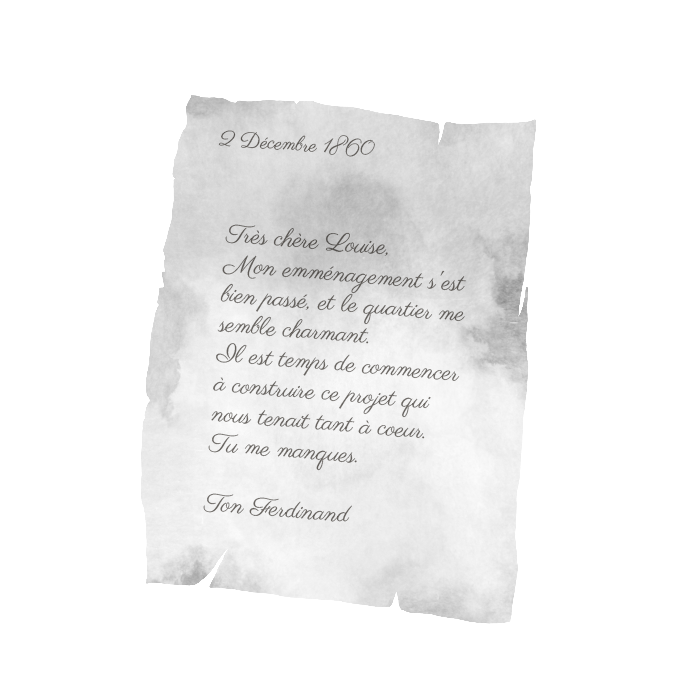 2 Décembre 1860
Très chère Louise,
Mon emménagement s'est
bien passé, et le quartier me
semble charmant.
Il est temps de commencer
à construire ce projet qui
nous tenait tant à coeur.
Tu me manques.
Ton Ferdinand